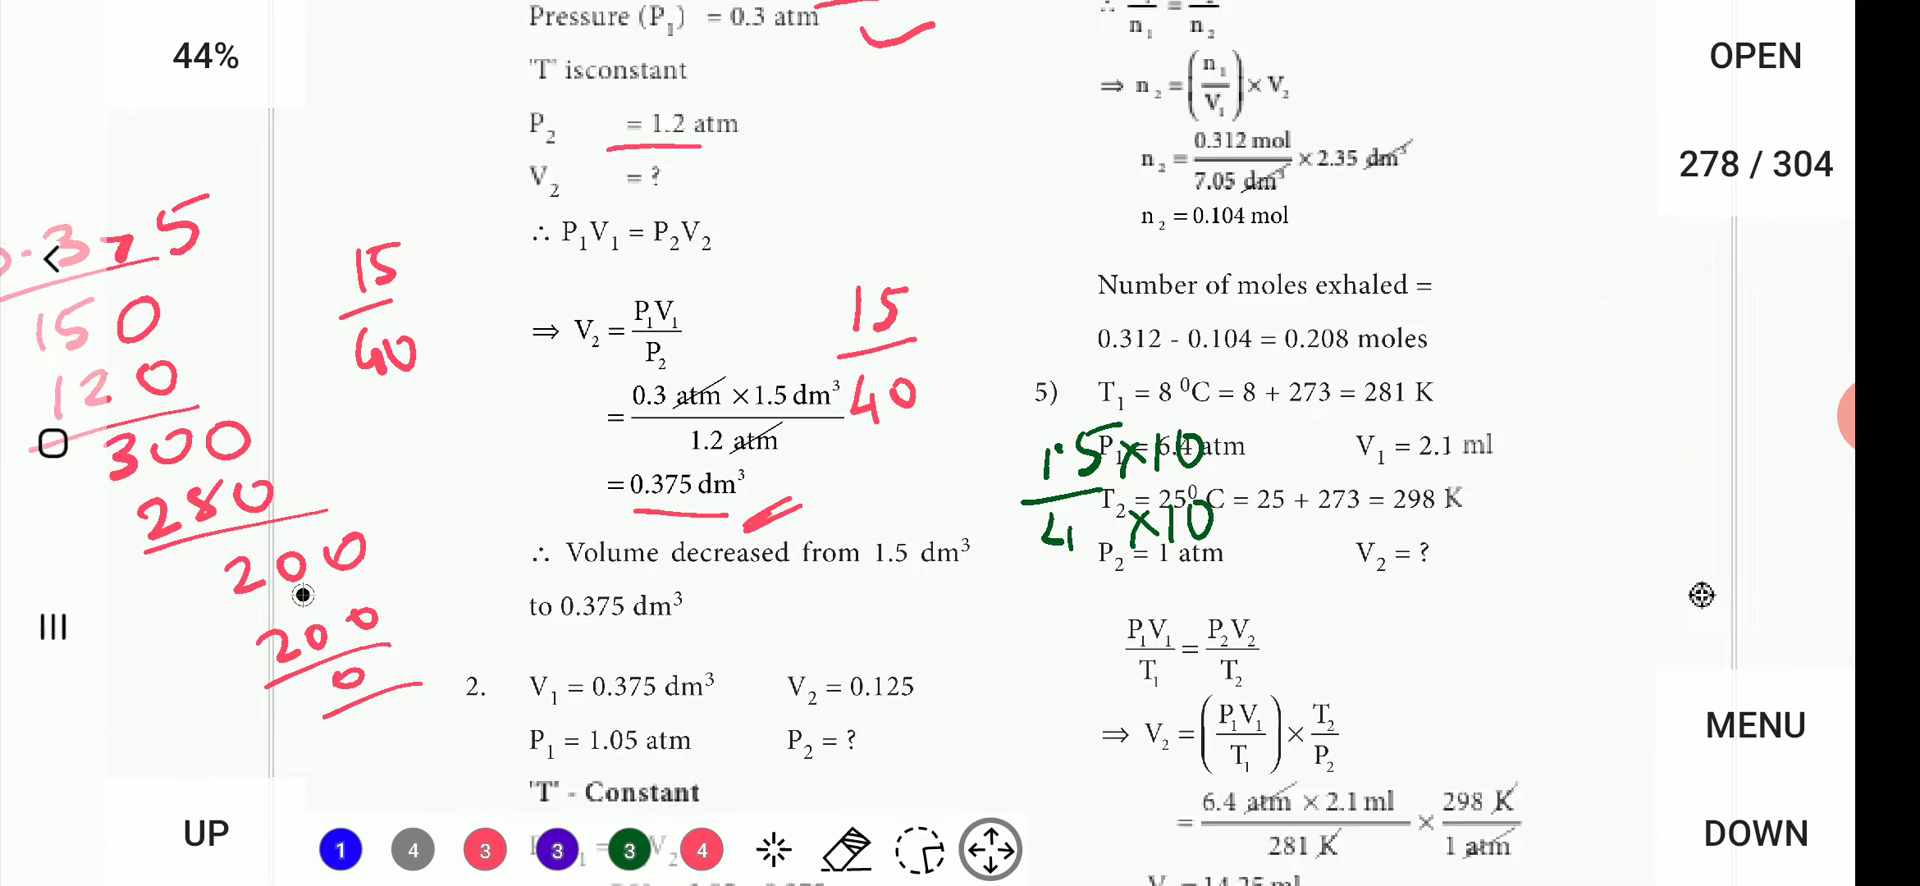 44%
OPEN
278 / 304
Pressure (P₁) = 0.3 atm
'T' isconstant
P₂ = 1.2 atm
V₂ = ?
∴ P₁V₁ = P₂V₂
⇒ V₂ = P₁V₁ / P₂
= 0.3 atm × 1.5 dm³ / 1.2 atm
= 0.375 dm³
∴ Volume decreased from 1.5 dm³
to 0.375 dm³
2. V₁ = 0.375 dm³ V₂ = 0.125
P₁ = 1.05 atm P₂ = ?
'T' - Constant
375
150
120
300
280
200
200
0
15
40
15
40
1.5 × 10
4 × 10
n₁ = n₂
⇒ n₂ = (n₁ / V₁) × V₂
n₂ = 0.312 mol / 7.05 dm³ × 2.35 dm³
n₂ = 0.104 mol
Number of moles exhaled =
0.312 - 0.104 = 0.208 moles
5) T₁ = 8 ⁰C = 8 + 273 = 281 K
P₁ = 6.4 atm V₁ = 2.1 ml
T₂ = 25⁰ C = 25 + 273 = 298 K
P₂ = 1 atm V₂ = ?
P₁V₁ / T₁ = P₂V₂ / T₂
⇒ V₂ = (P₁V₁ / T₁) × T₂ / P₂
= 6.4 atm × 2.1 ml / 281 K × 298 K / 1 atm
MENU
UP
DOWN
1 4 3 3 3 4